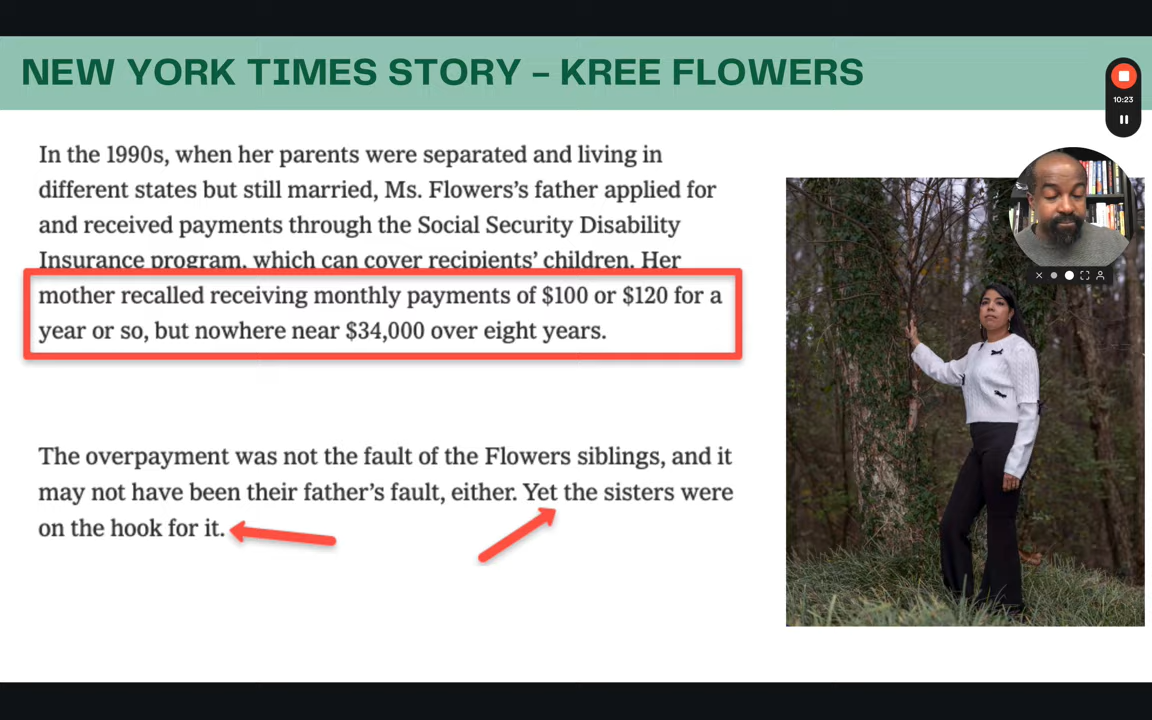 NEW YORK TIMES STORY – KREE FLOWERS
10:23
In the 1990s, when her parents were separated and living in
different states but still married, Ms. Flowers’s father applied for
and received payments through the Social Security Disability
Insurance program, which can cover recipients’ children. Her
mother recalled receiving monthly payments of $100 or $120 for a
year or so, but nowhere near $34,000 over eight years.
The overpayment was not the fault of the Flowers siblings, and it
may not have been their father’s fault, either. Yet the sisters were
on the hook for it.